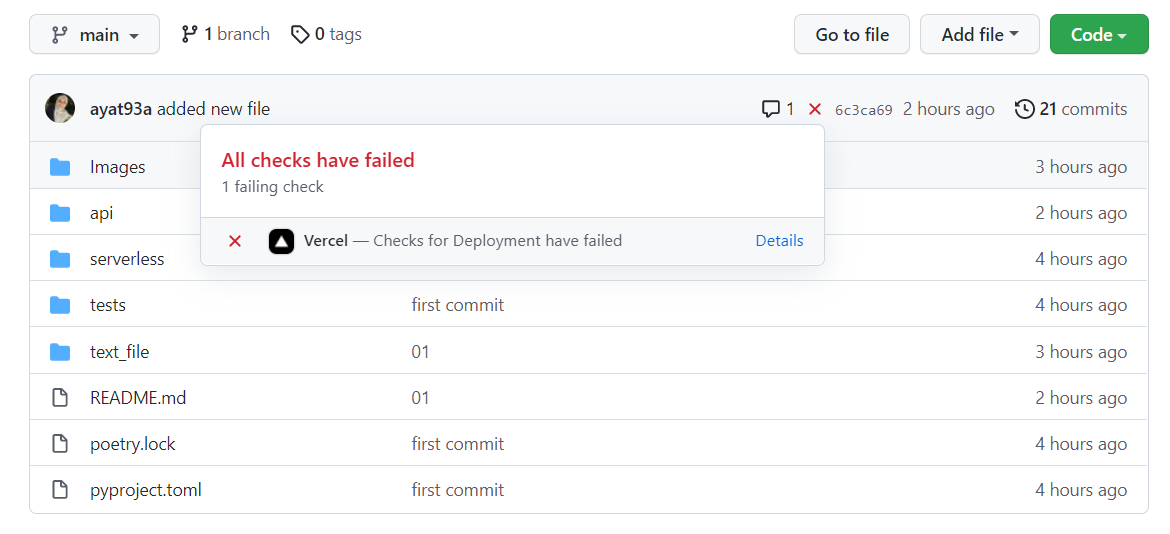 main 1 branch 0 tags Go to file Add file Code
ayat93a added new file 1 6c3ca69 2 hours ago 21 commits
All checks have failed
1 failing check
Vercel — Checks for Deployment have failed Details
Images 3 hours ago
api 2 hours ago
serverless 4 hours ago
tests first commit 4 hours ago
text_file 01 3 hours ago
README.md 01 2 hours ago
poetry.lock first commit 4 hours ago
pyproject.toml first commit 4 hours ago